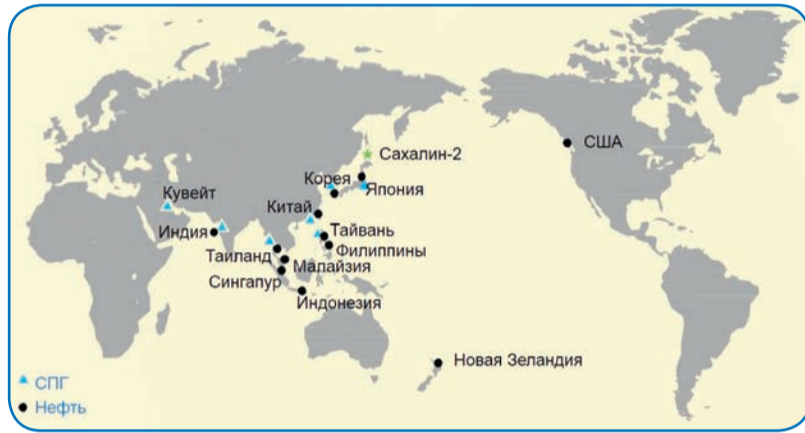 Сахалин-2
США
Корея
Япония
Кувейт
Китай
Индия
Тайвань
Филиппины
Таиланд
Малайзия
Сингапур
Индонезия
Новая Зеландия
СПГ
Нефть